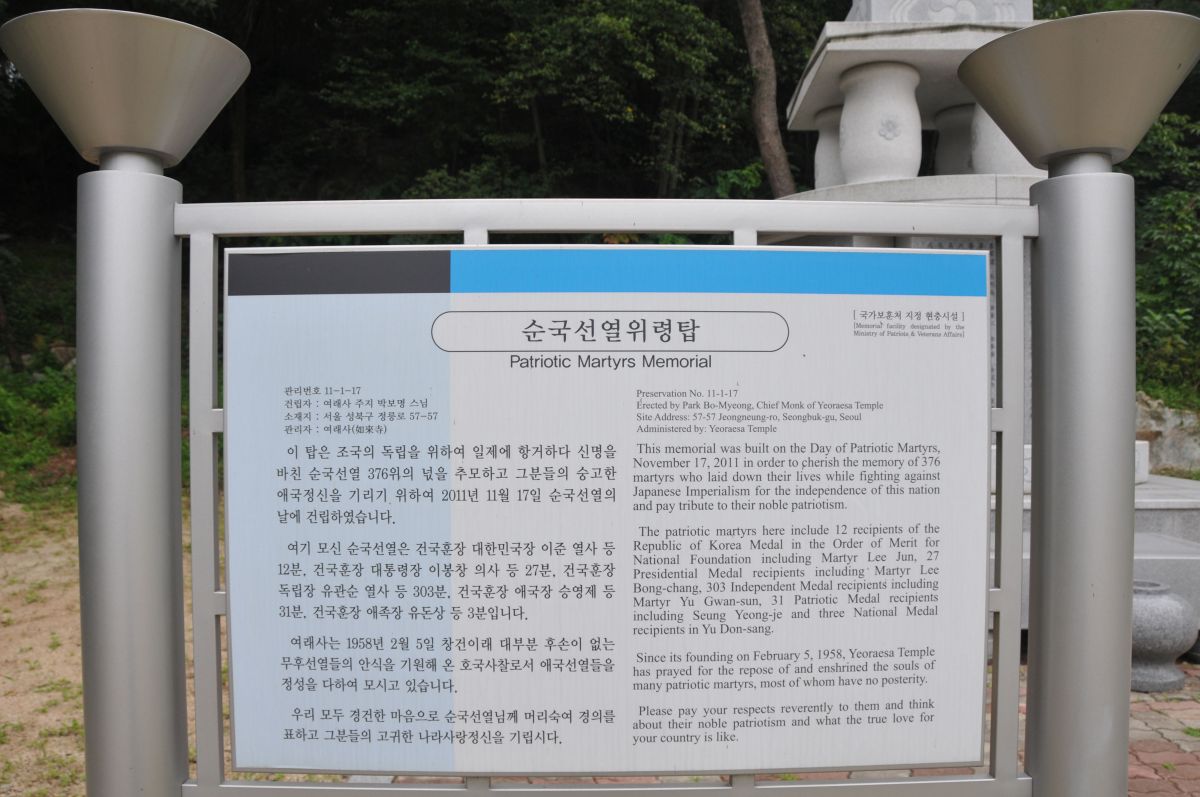 순국선열위령탑
Patriotic Martyrs Memorial
[ 국가보훈처 지정 현충시설 ]
[Memorial facility designated by the
Ministry of Patriots & Veterans Affairs]
관리번호 11-1-17
건립자 : 여래사 주지 박보명 스님
소재지 : 서울 성북구 정릉로 57-57
관리자 : 여래사(如來寺)
이 탑은 조국의 독립을 위하여 일제에 항거하다 신명을
바친 순국선열 376위의 넋을 추모하고 그분들의 숭고한
애국정신을 기리기 위하여 2011년 11월 17일 순국선열의
날에 건립하였습니다.
여기 모신 순국선열은 건국훈장 대한민국장 이준 열사 등
12분, 건국훈장 대통령장 이봉창 의사 등 27분, 건국훈장
독립장 유관순 열사 등 303분, 건국훈장 애국장 승영제 등
31분, 건국훈장 애족장 유돈상 등 3분입니다.
여래사는 1958년 2월 5일 창건이래 대부분 후손이 없는
무후선열들의 안식을 기원해 온 호국사찰로서 애국선열들을
정성을 다하여 모시고 있습니다.
우리 모두 경건한 마음으로 순국선열님께 머리숙여 경의를
표하고 그분들의 고귀한 나라사랑정신을 기립시다.
Preservation No. 11-1-17
Erected by Park Bo-Myeong, Chief Monk of Yeoraesa Temple
Site Address: 57-57 Jeongneung-ro, Seongbuk-gu, Seoul
Administered by: Yeoraesa Temple
This memorial was built on the Day of Patriotic Martyrs,
November 17, 2011 in order to cherish the memory of 376
martyrs who laid down their lives while fighting against
Japanese Imperialism for the independence of this nation
and pay tribute to their noble patriotism.
The patriotic martyrs here include 12 recipients of the
Republic of Korea Medal in the Order of Merit for
National Foundation including Martyr Lee Jun, 27
Presidential Medal recipients including Martyr Lee
Bong-chang, 303 Independent Medal recipients including
Martyr Yu Gwan-sun, 31 Patriotic Medal recipients
including Seung Yeong-je and three National Medal
recipients in Yu Don-sang.
Since its founding on February 5, 1958, Yeoraesa Temple
has prayed for the repose of and enshrined the souls of
many patriotic martyrs, most of whom have no posterity.
Please pay your respects reverently to them and think
about their noble patriotism and what the true love for
your country is like.